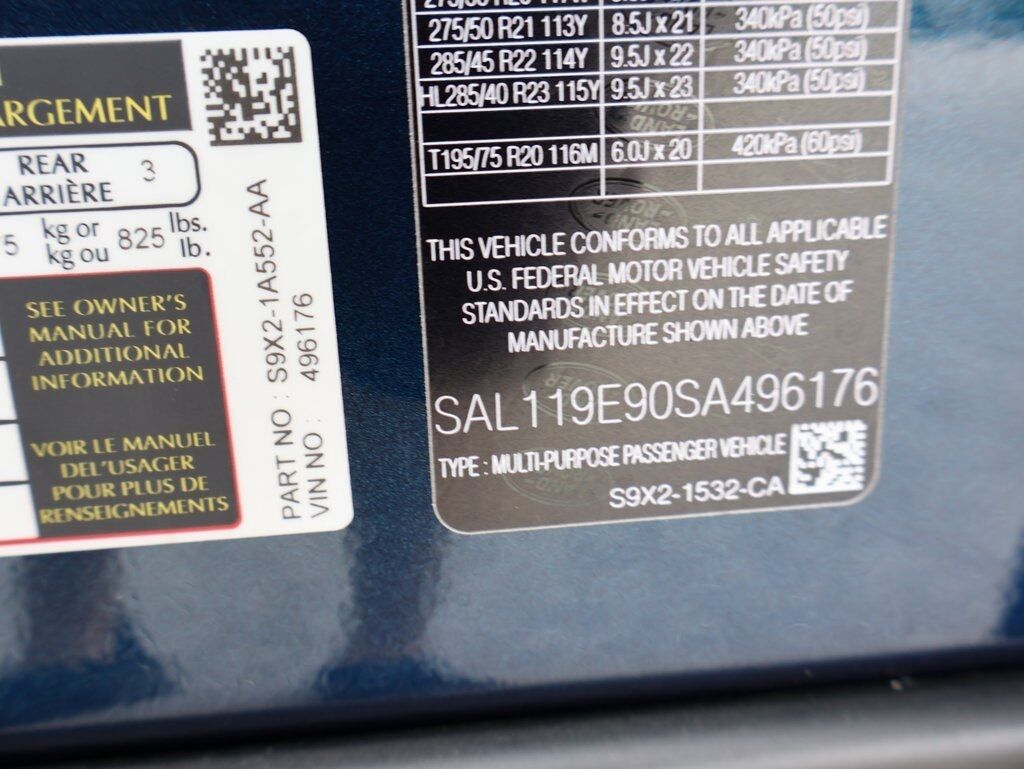 ARGEMENT
REAR
ARRIÈRE
3
5 kg or
kg ou 825 lbs.
lb.
SEE OWNER'S
MANUAL FOR
ADDITIONAL
INFORMATION
VOIR LE MANUEL
DEL'USAGER
POUR PLUS DE
RENSEIGNEMENTS
PART NO : S9X2-1A552-AA
VIN NO : 496176
275/50 R21 113Y 8.5J x 21 340kPa (50psi)
285/45 R22 114Y 9.5J x 22 340kPa (50psi)
HL285/40 R23 115Y 9.5J x 23 340kPa (50psi)
T195/75 R20 116M 6.0J x 20 420kPa (60psi)
THIS VEHICLE CONFORMS TO ALL APPLICABLE
U.S. FEDERAL MOTOR VEHICLE SAFETY
STANDARDS IN EFFECT ON THE DATE OF
MANUFACTURE SHOWN ABOVE
SAL119E90SA496176
TYPE : MULTI-PURPOSE PASSENGER VEHICLE
S9X2-1532-CA
LAND
ROVER